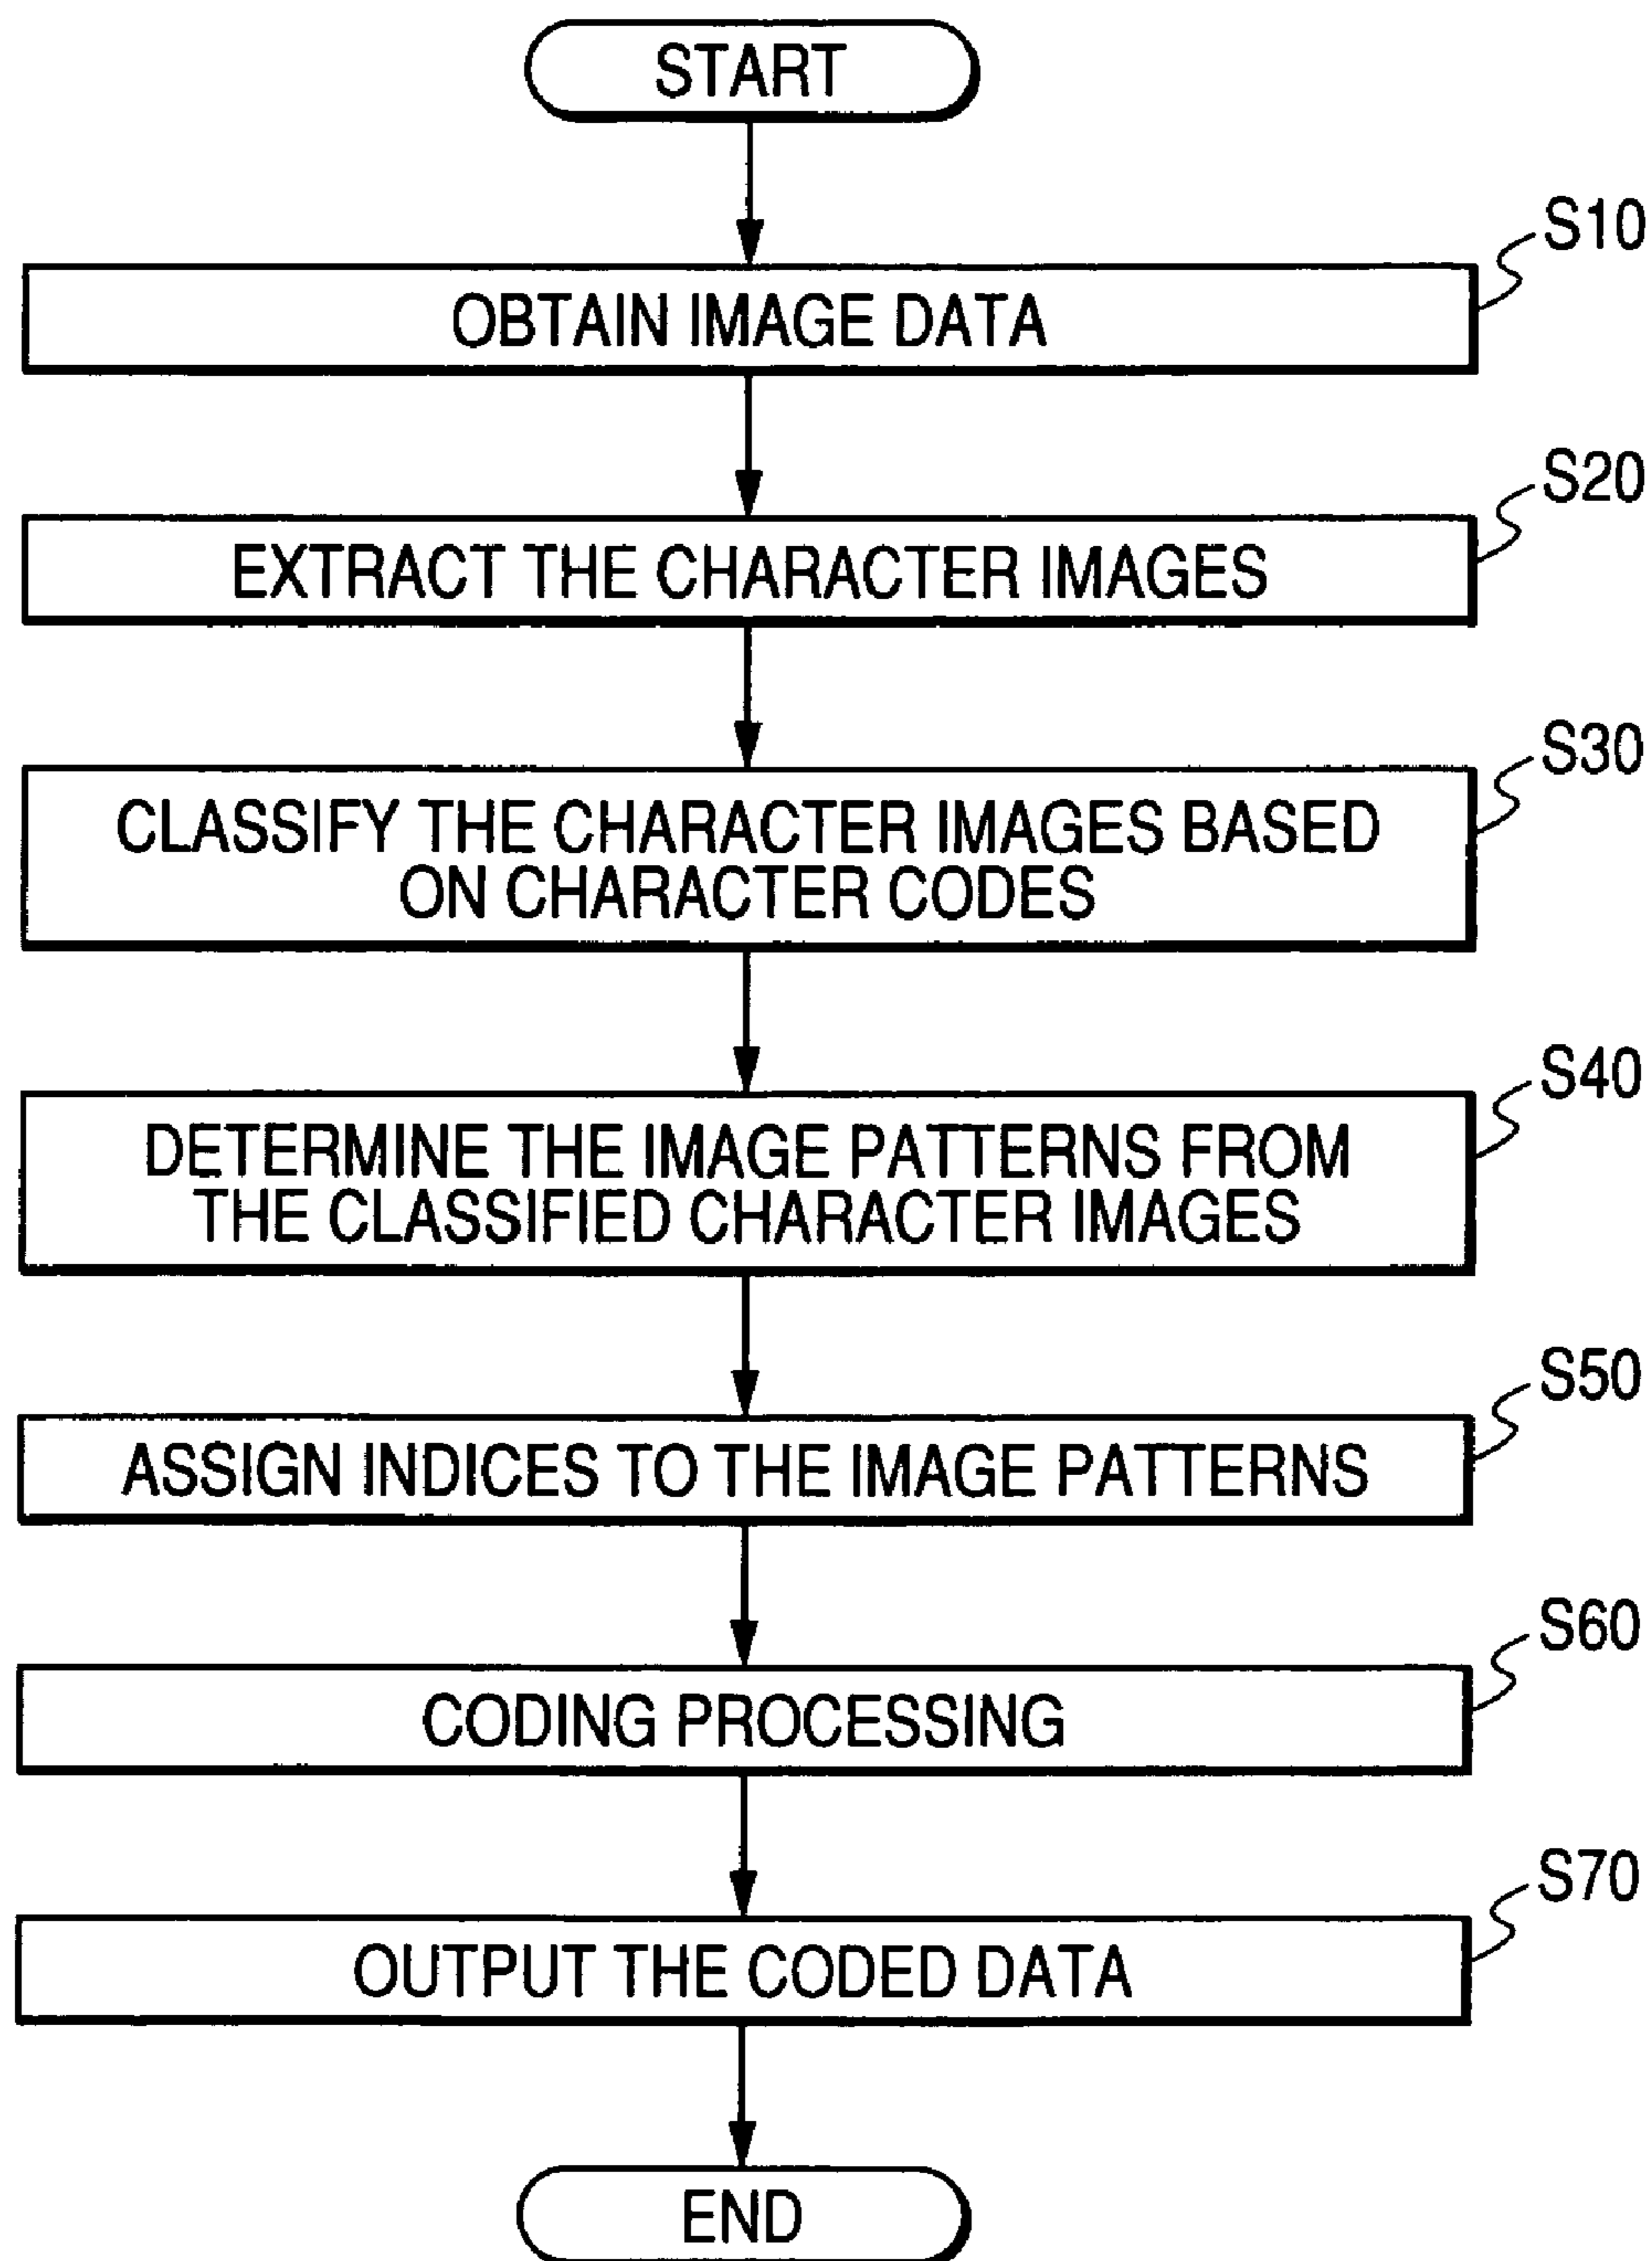 START
S10
OBTAIN IMAGE DATA
S20
EXTRACT THE CHARACTER IMAGES
S30
CLASSIFY THE CHARACTER IMAGES BASED
ON CHARACTER CODES
S40
DETERMINE THE IMAGE PATTERNS FROM
THE CLASSIFIED CHARACTER IMAGES
S50
ASSIGN INDICES TO THE IMAGE PATTERNS
S60
CODING PROCESSING
S70
OUTPUT THE CODED DATA
END